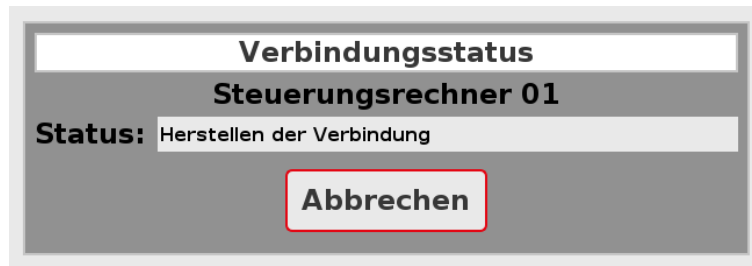 Verbindungsstatus
Steuerungsrechner 01
Status: Herstellen der Verbindung
Abbrechen